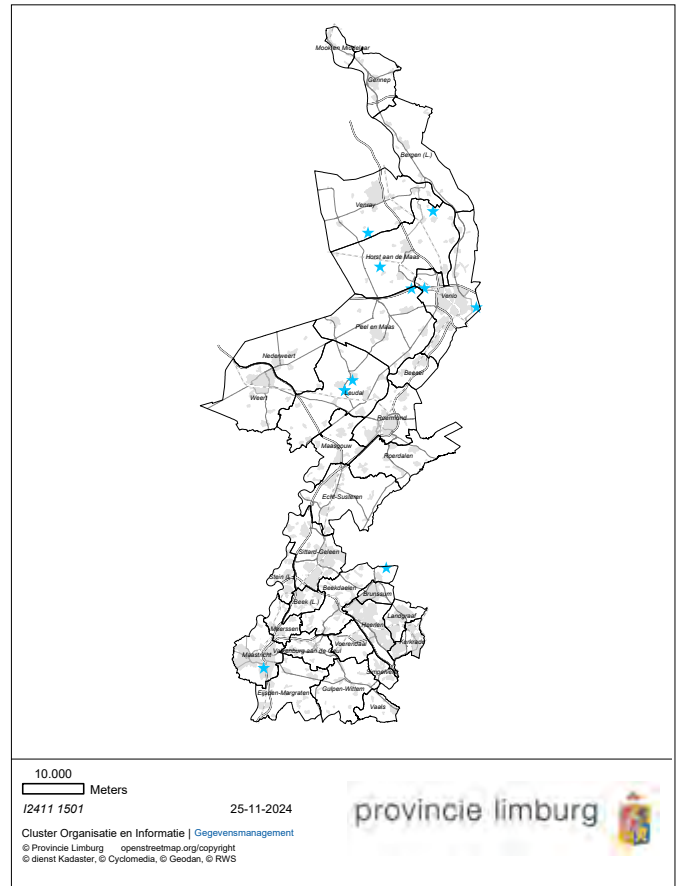 Mook en Middelaar
Gennep
Bergen (L.)
Venray
Horst aan de Maas
Venlo
Peel en Maas
Nederweert
Beesel
Weert
Leudal
Roermond
Maasgouw
Roerdalen
Echt-Susteren
Sittard-Geleen
Stein (L.)
Beekdaelen
Brunssum
Beek (L.)
Landgraaf
Heerlen
Meerssen
Kerkrade
Voerendaal
Valkenburg aan de Geul
Maastricht
Simpelveld
Gulpen-Wittem
Eijsden-Margraten
Vaals
10.000
Meters
I2411 1501 25-11-2024
Cluster Organisatie en Informatie | Gegevensmanagement
© Provincie Limburg openstreetmap.org/copyright
© dienst Kadaster, © Cyclomedia, © Geodan, © RWS
provincie limburg